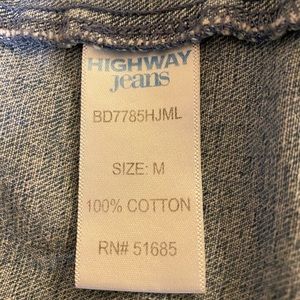 HIGHWAY
jeans
BD7785HJML
SIZE: M
100% COTTON
RN# 51685